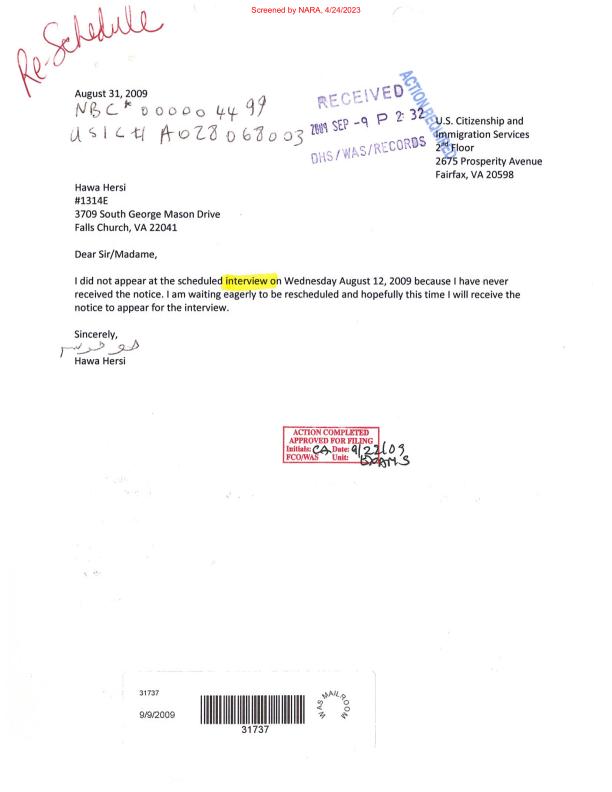 Screened by NARA, 4/24/2023
Re-Schedule
August 31, 2009
NBC* 000004499
USIC# A028068003
RECEIVED
2009 SEP -9 P 2: 32
DHS/WAS/RECORDS
ACTION REQUIRED
U.S. Citizenship and
Immigration Services
2nd Floor
2675 Prosperity Avenue
Fairfax, VA 20598
Hawa Hersi
#1314E
3709 South George Mason Drive
Falls Church, VA 22041
Dear Sir/Madame,
I did not appear at the scheduled interview on Wednesday August 12, 2009 because I have never
received the notice. I am waiting eagerly to be rescheduled and hopefully this time I will receive the
notice to appear for the interview.
Sincerely,
Hawa Hersi
ACTION COMPLETED
APPROVED FOR FILING
Initials: CA Date: 9/22/09
FCO/WAS Unit: EXAMS
31737
9/9/2009
31737
WAS MAILROOM